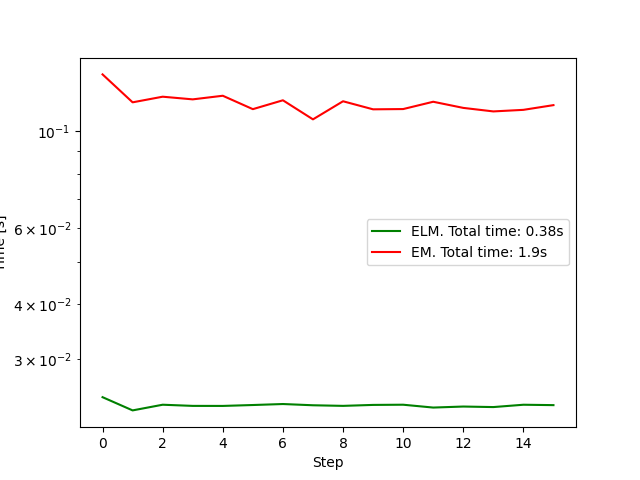 10⁻¹
6 × 10⁻²
4 × 10⁻²
3 × 10⁻²
ELM. Total time: 0.38s
EM. Total time: 1.9s
0 2 4 6 8 10 12 14
Step